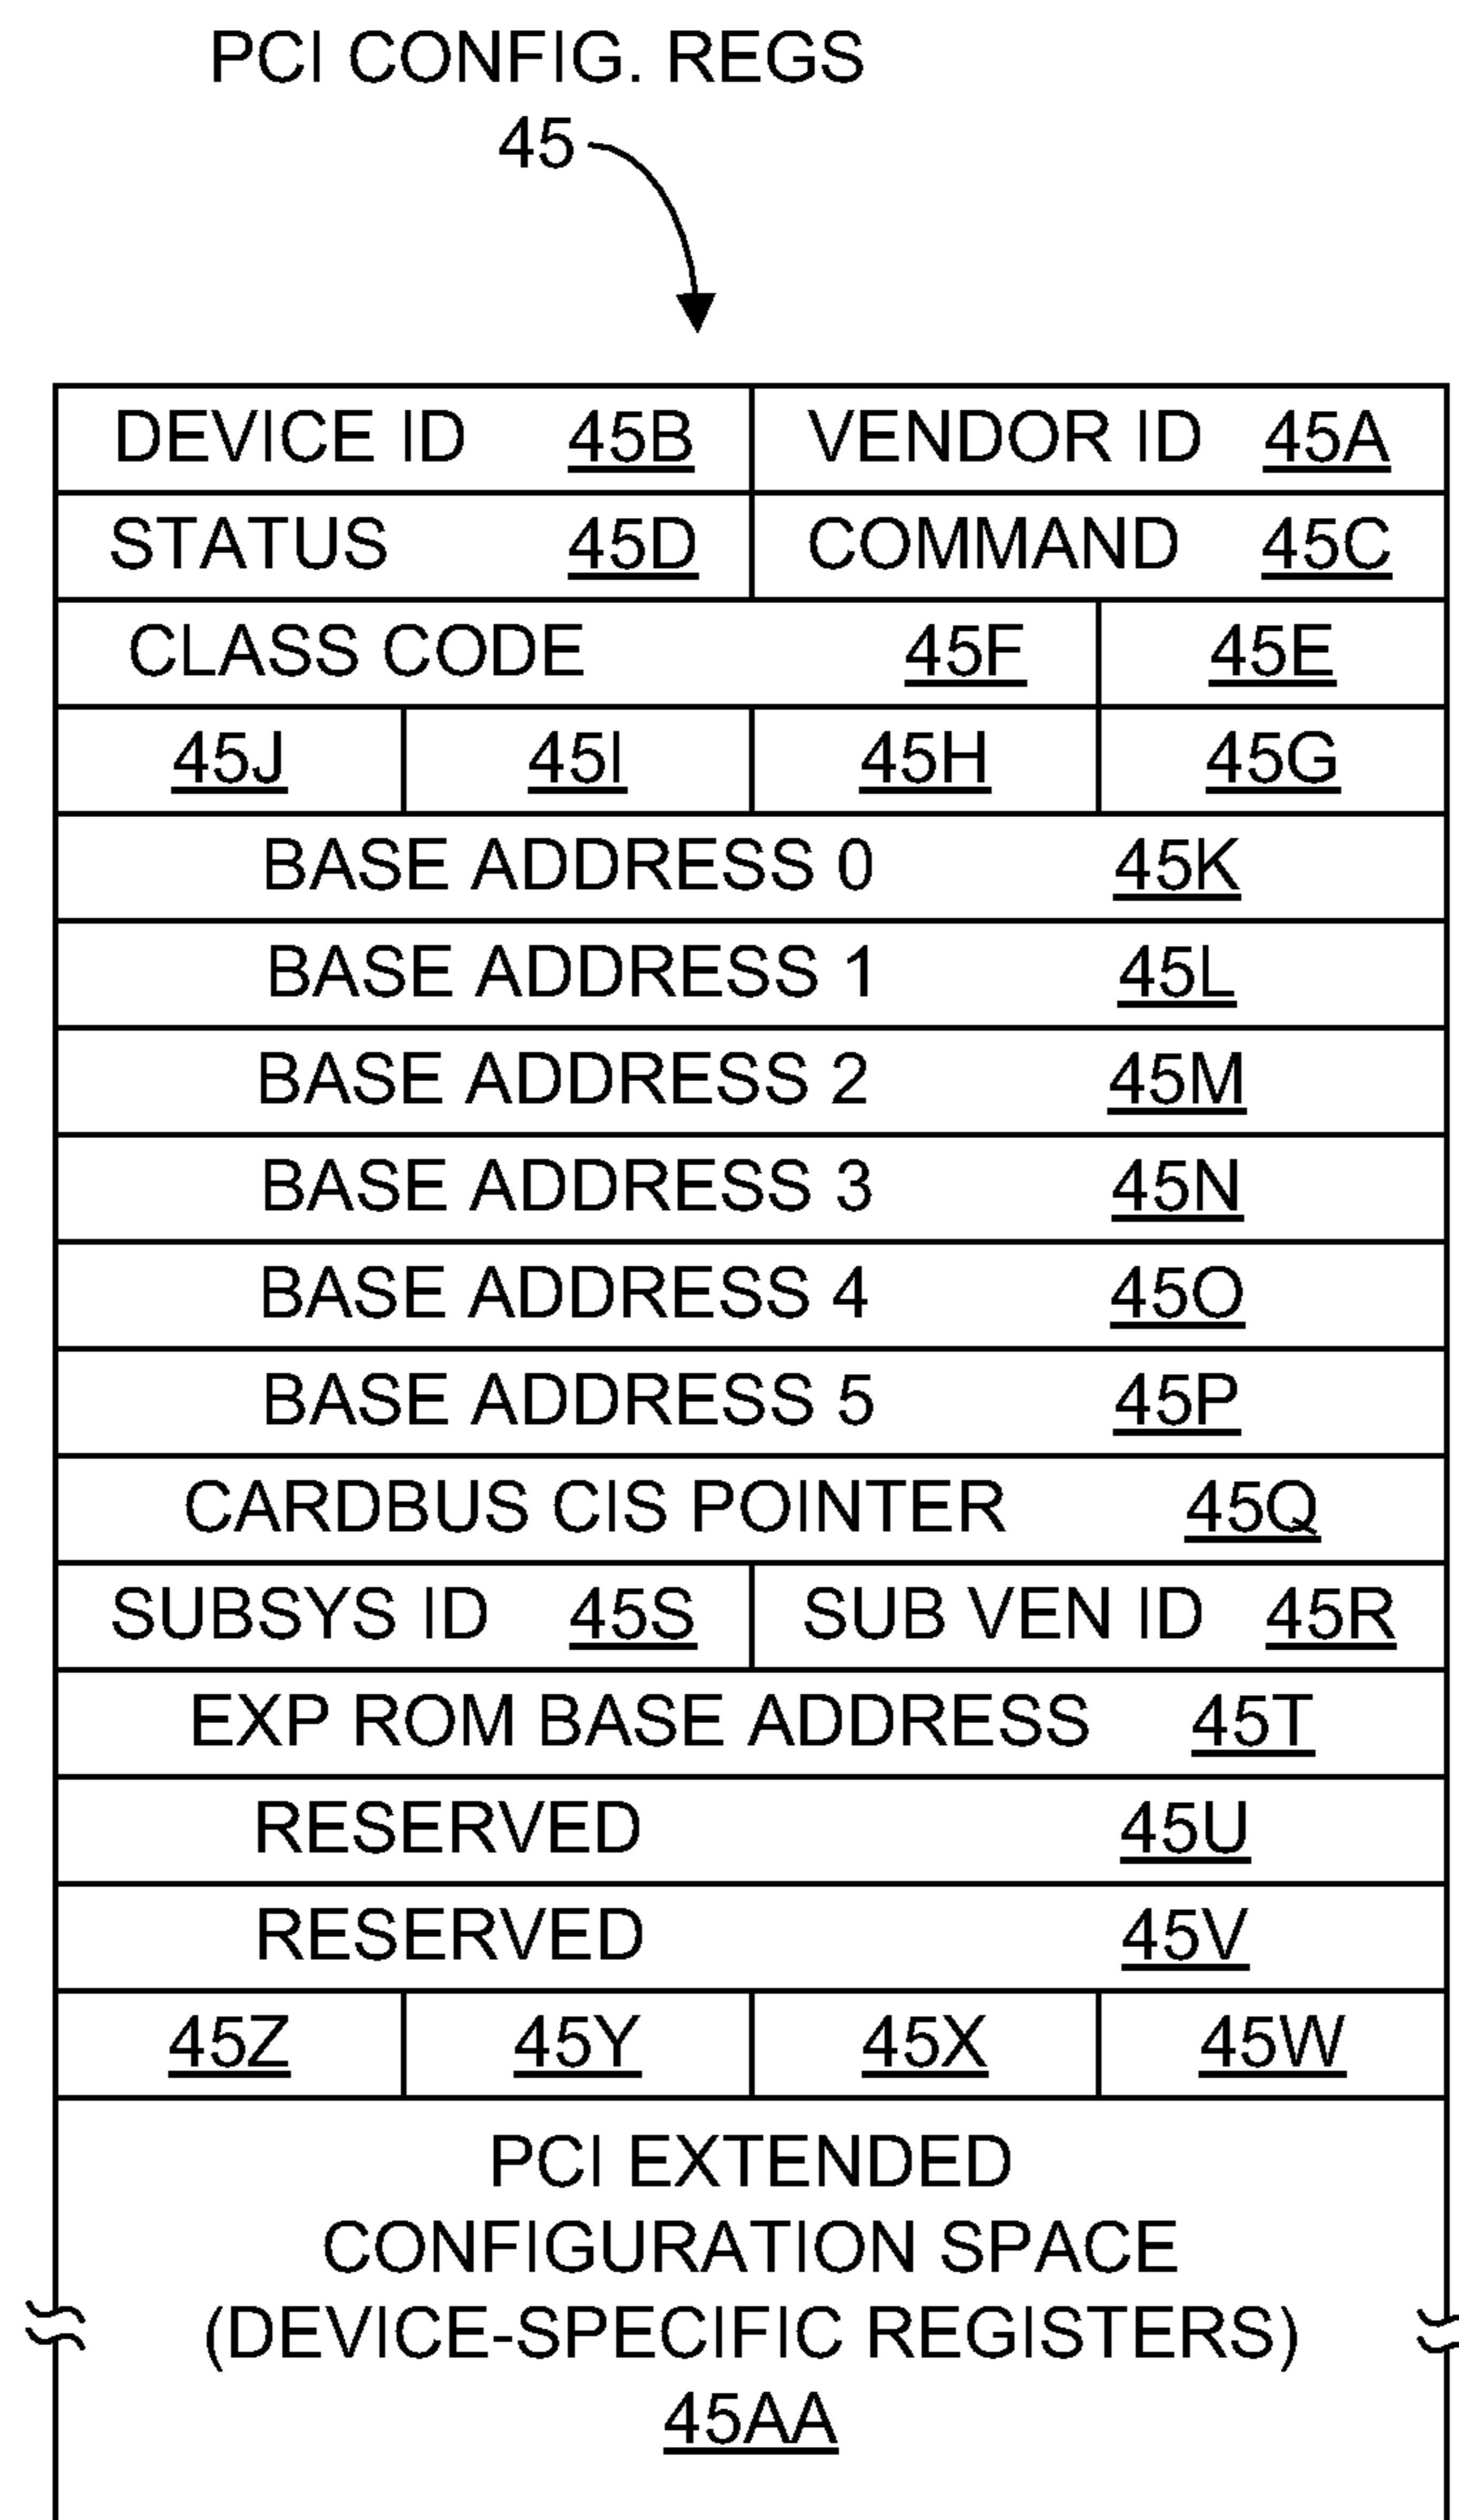 PCI CONFIG. REGS
45
DEVICE ID 45B VENDOR ID 45A
STATUS 45D COMMAND 45C
CLASS CODE 45F 45E
45J 45I 45H 45G
BASE ADDRESS 0 45K
BASE ADDRESS 1 45L
BASE ADDRESS 2 45M
BASE ADDRESS 3 45N
BASE ADDRESS 4 45O
BASE ADDRESS 5 45P
CARDBUS CIS POINTER 45Q
SUBSYS ID 45S SUB VEN ID 45R
EXP ROM BASE ADDRESS 45T
RESERVED 45U
RESERVED 45V
45Z 45Y 45X 45W
PCI EXTENDED
CONFIGURATION SPACE
(DEVICE-SPECIFIC REGISTERS)
45AA